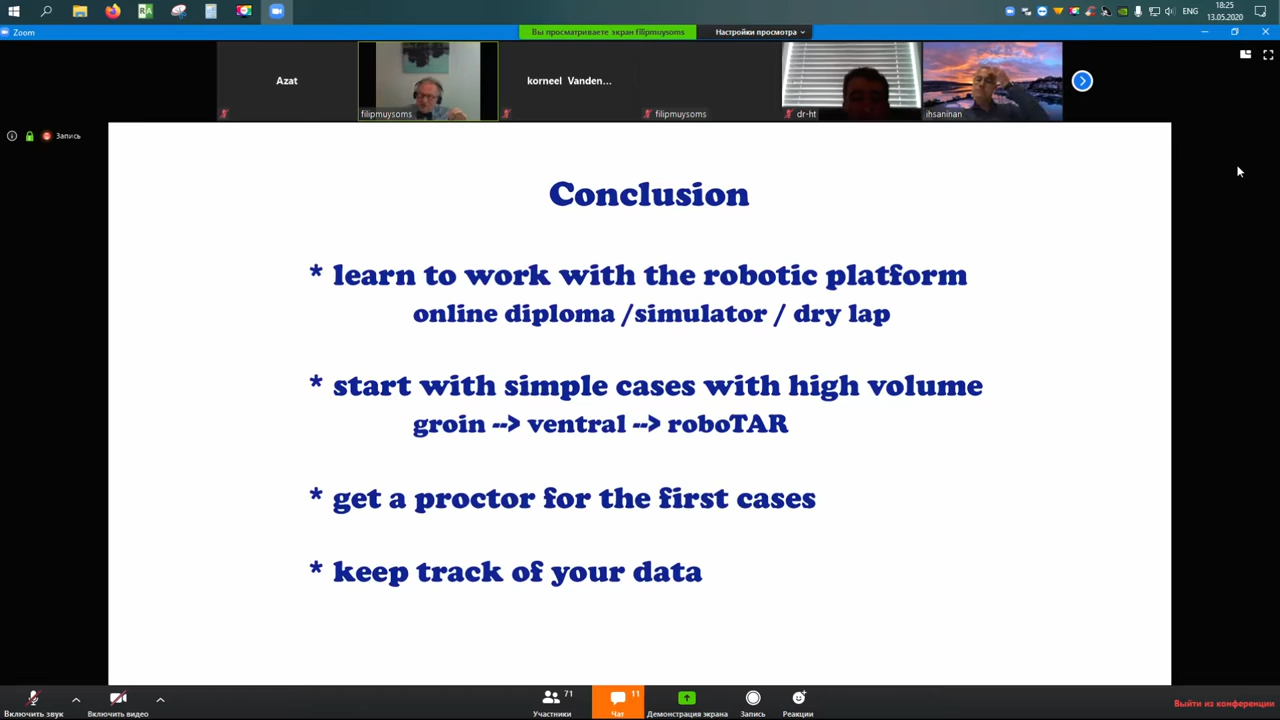 18:25
ENG
13.05.2020
Zoom
Вы просматриваете экран filipmuysoms
Настройки просмотра
Azat
korneel Vanden...
filipmuysoms
filipmuysoms
dr-ht
ihsaninan
Запись
Conclusion
* learn to work with the robotic platform
online diploma /simulator / dry lap
* start with simple cases with high volume
groin --> ventral --> roboTAR
* get a proctor for the first cases
* keep track of your data
71
11
Включить звук
Включить видео
Участники
Чат
Демонстрация экрана
Запись
Реакции
Выйти из конференции